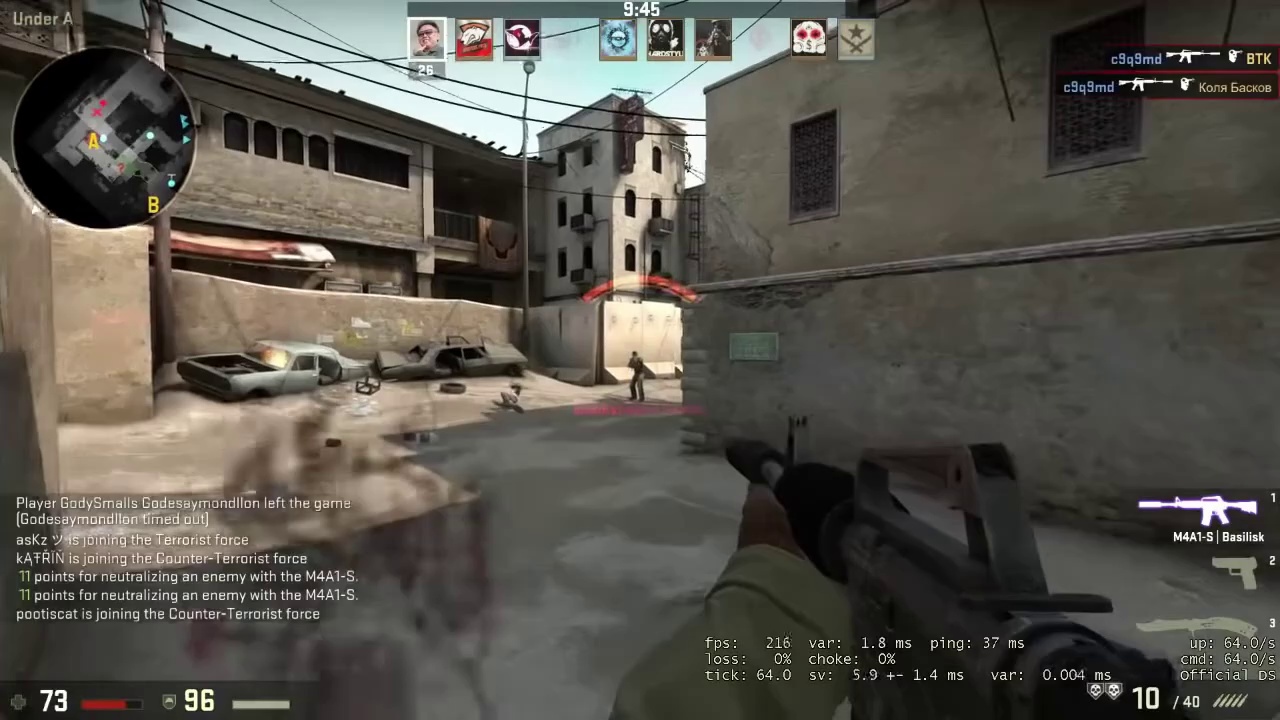 Under A
9:45
26
HARDSTYL
c9q9md BTK
c9q9md Коля Басков
A
B
Player GodySmalls Godesaymondllon left the game
(Godesaymondllon timed out)
asKz ツ is joining the Terrorist force
kĄŦŘÏŇ is joining the Counter-Terrorist force
11 points for neutralizing an enemy with the M4A1-S.
11 points for neutralizing an enemy with the M4A1-S.
pootiscat is joining the Counter-Terrorist force
1
M4A1-S | Basilisk
2
3
fps: 216 var: 1.8 ms ping: 37 ms up: 64.0/s
loss: 0% choke: 0% cmd: 64.0/s
tick: 64.0 sv: 5.9 +- 1.4 ms var: 0.004 ms Official DS
73 96 10 / 40